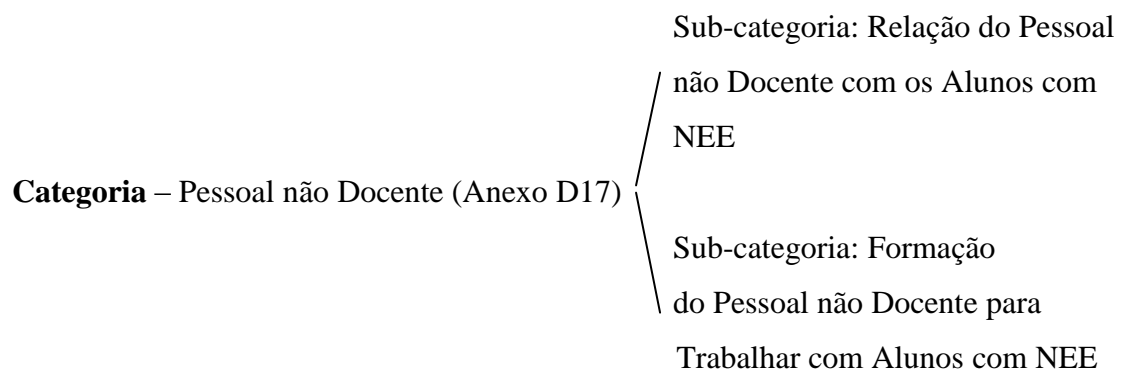 Sub-categoria: Relação do Pessoal
não Docente com os Alunos com
NEE
Categoria – Pessoal não Docente (Anexo D17)
Sub-categoria: Formação
do Pessoal não Docente para
Trabalhar com Alunos com NEE